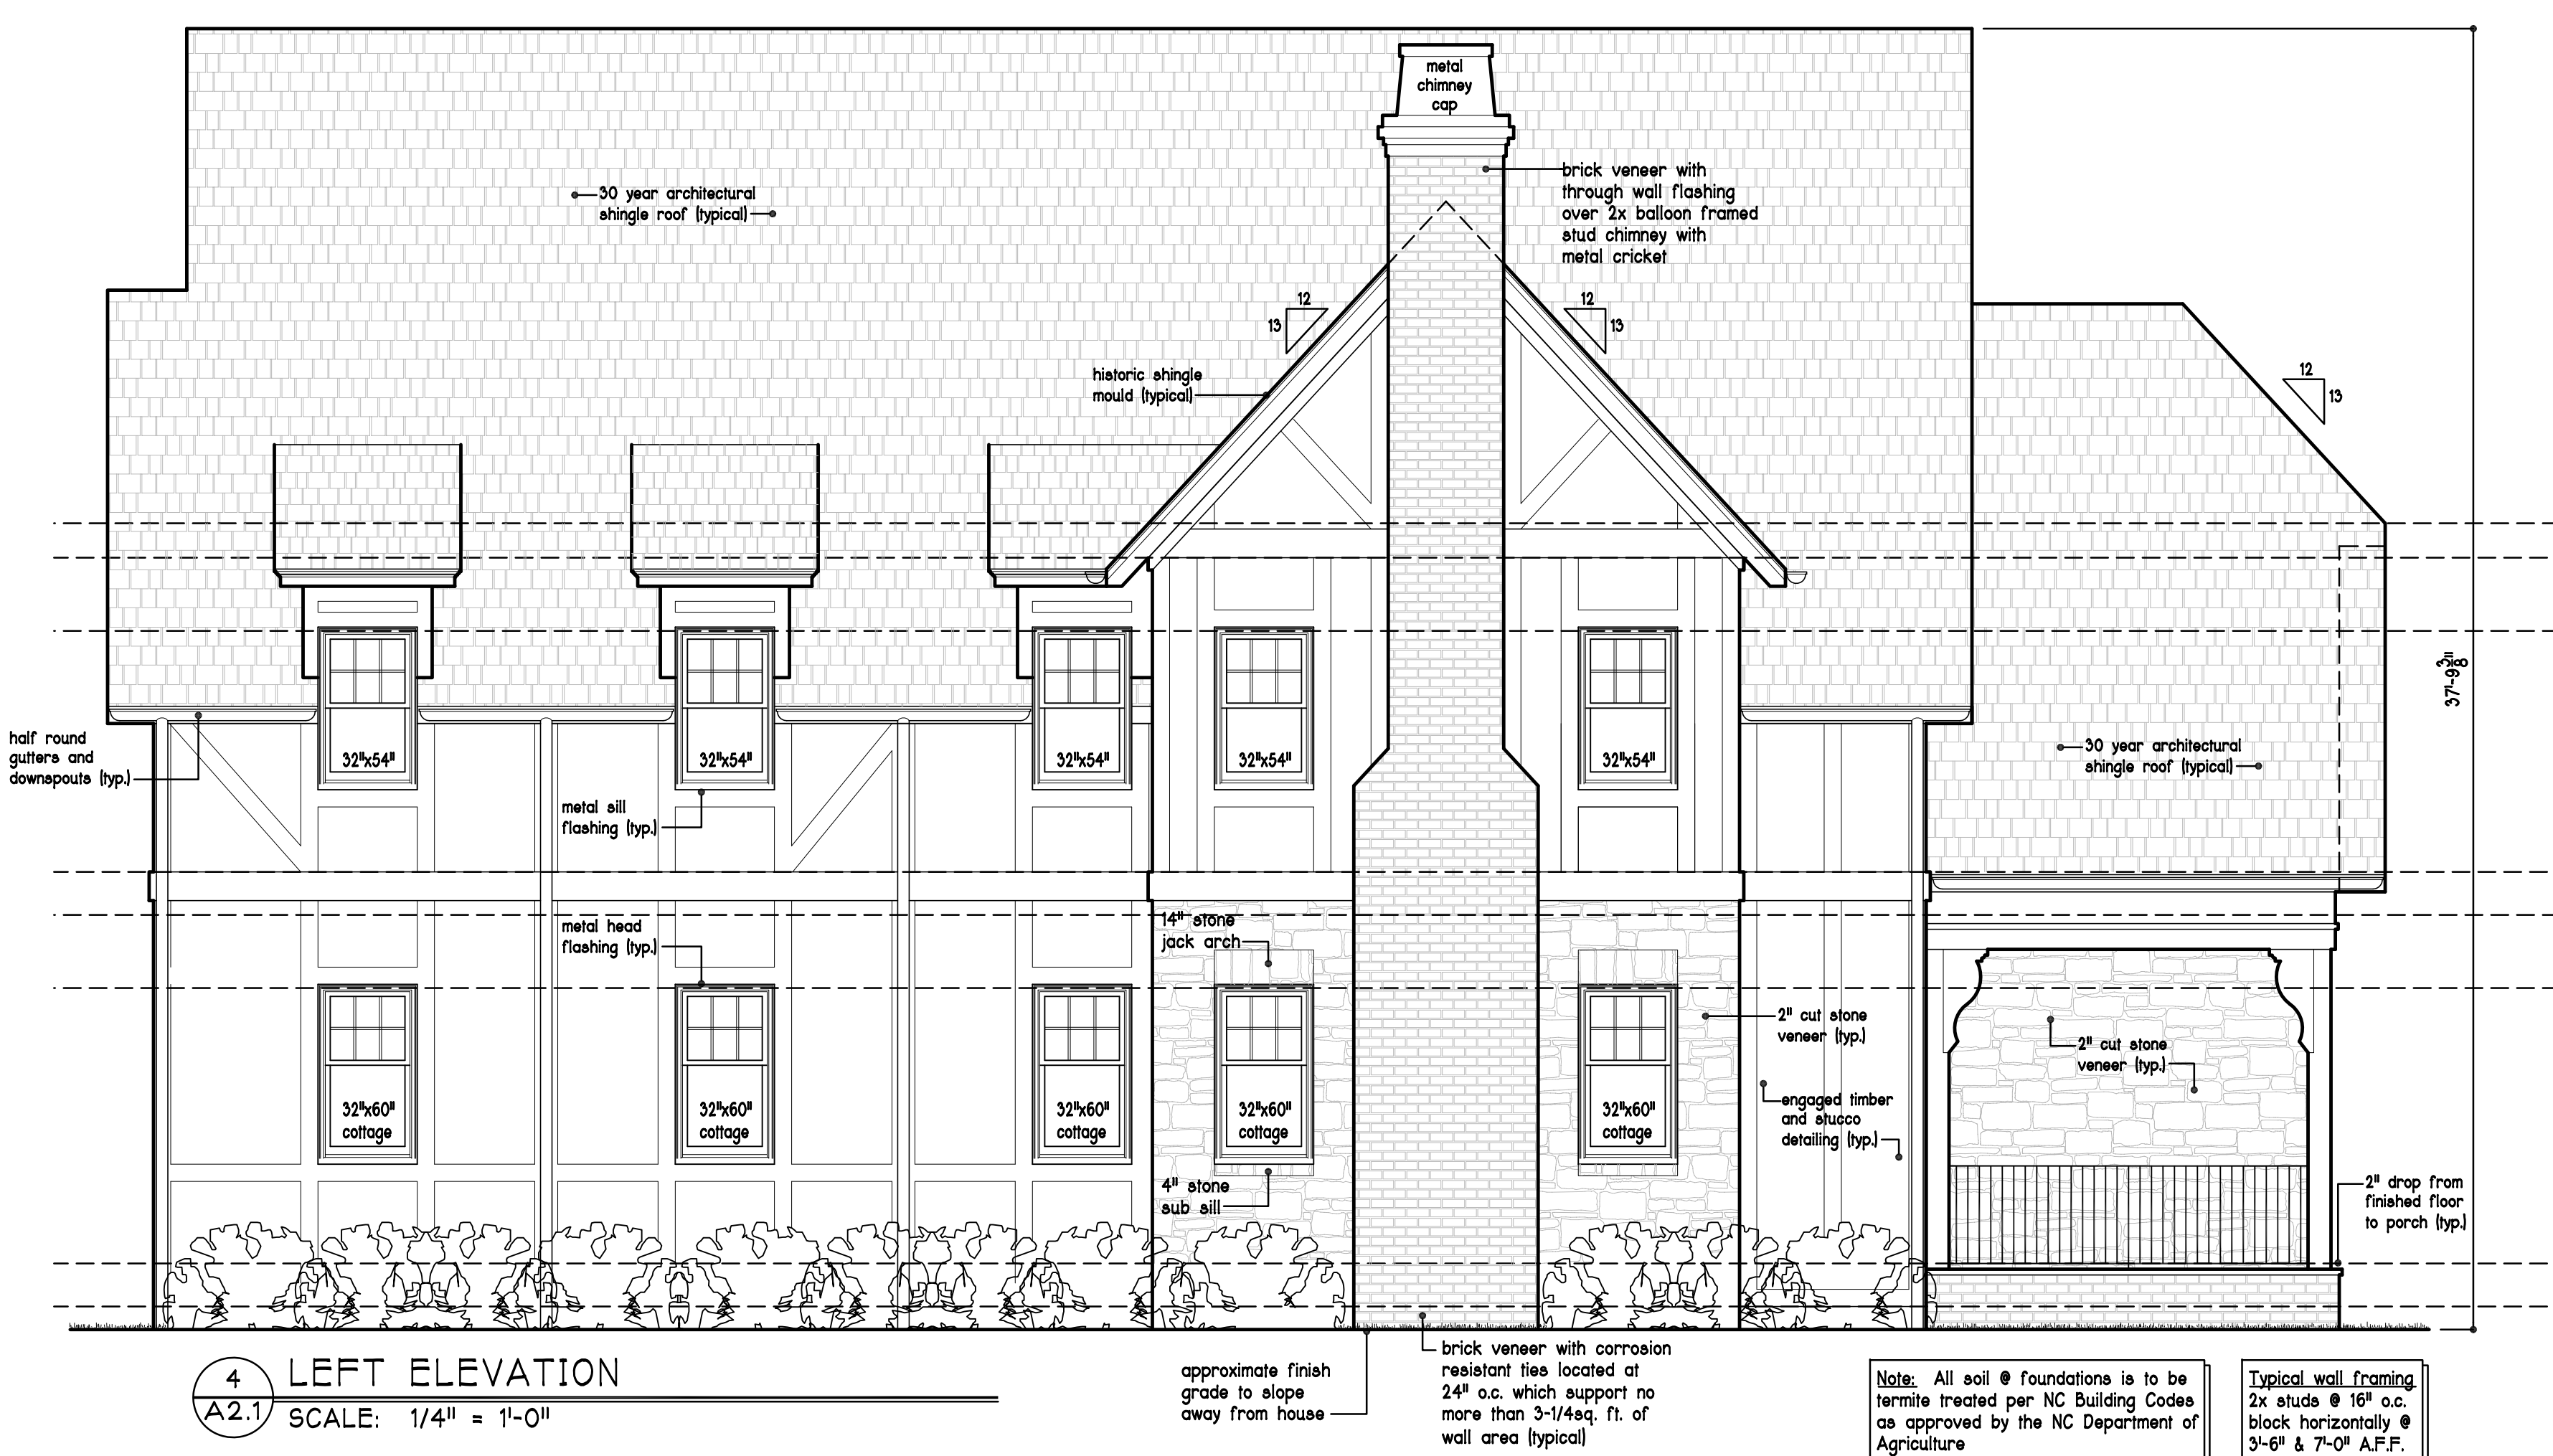 metal
chimney
cap
brick veneer with
through wall flashing
over 2x balloon framed
stud chimney with
metal cricket
30 year architectural
shingle roof (typical)
12
13
12
13
historic shingle
mould (typical)
12
13
37'-9 3/8"
half round
gutters and
downspouts (typ.)
32"x54"
32"x54"
32"x54"
32"x54"
32"x54"
30 year architectural
shingle roof (typical)
metal sill
flashing (typ.)
metal head
flashing (typ.)
14" stone
jack arch
2" cut stone
veneer (typ.)
2" cut stone
veneer (typ.)
32"x60"
cottage
32"x60"
cottage
32"x60"
cottage
32"x60"
cottage
32"x60"
cottage
engaged timber
and stucco
detailing (typ.)
4" stone
sub sill
2" drop from
finished floor
to porch (typ.)
4
A2.1
LEFT ELEVATION
SCALE: 1/4" = 1'-0"
approximate finish
grade to slope
away from house
brick veneer with corrosion
resistant ties located at
24" o.c. which support no
more than 3-1/4sq. ft. of
wall area (typical)
Note: All soil @ foundations is to be
termite treated per NC Building Codes
as approved by the NC Department of
Agriculture
Typical wall framing
2x studs @ 16" o.c.
block horizontally @
3'-6" & 7'-0" A.F.F.